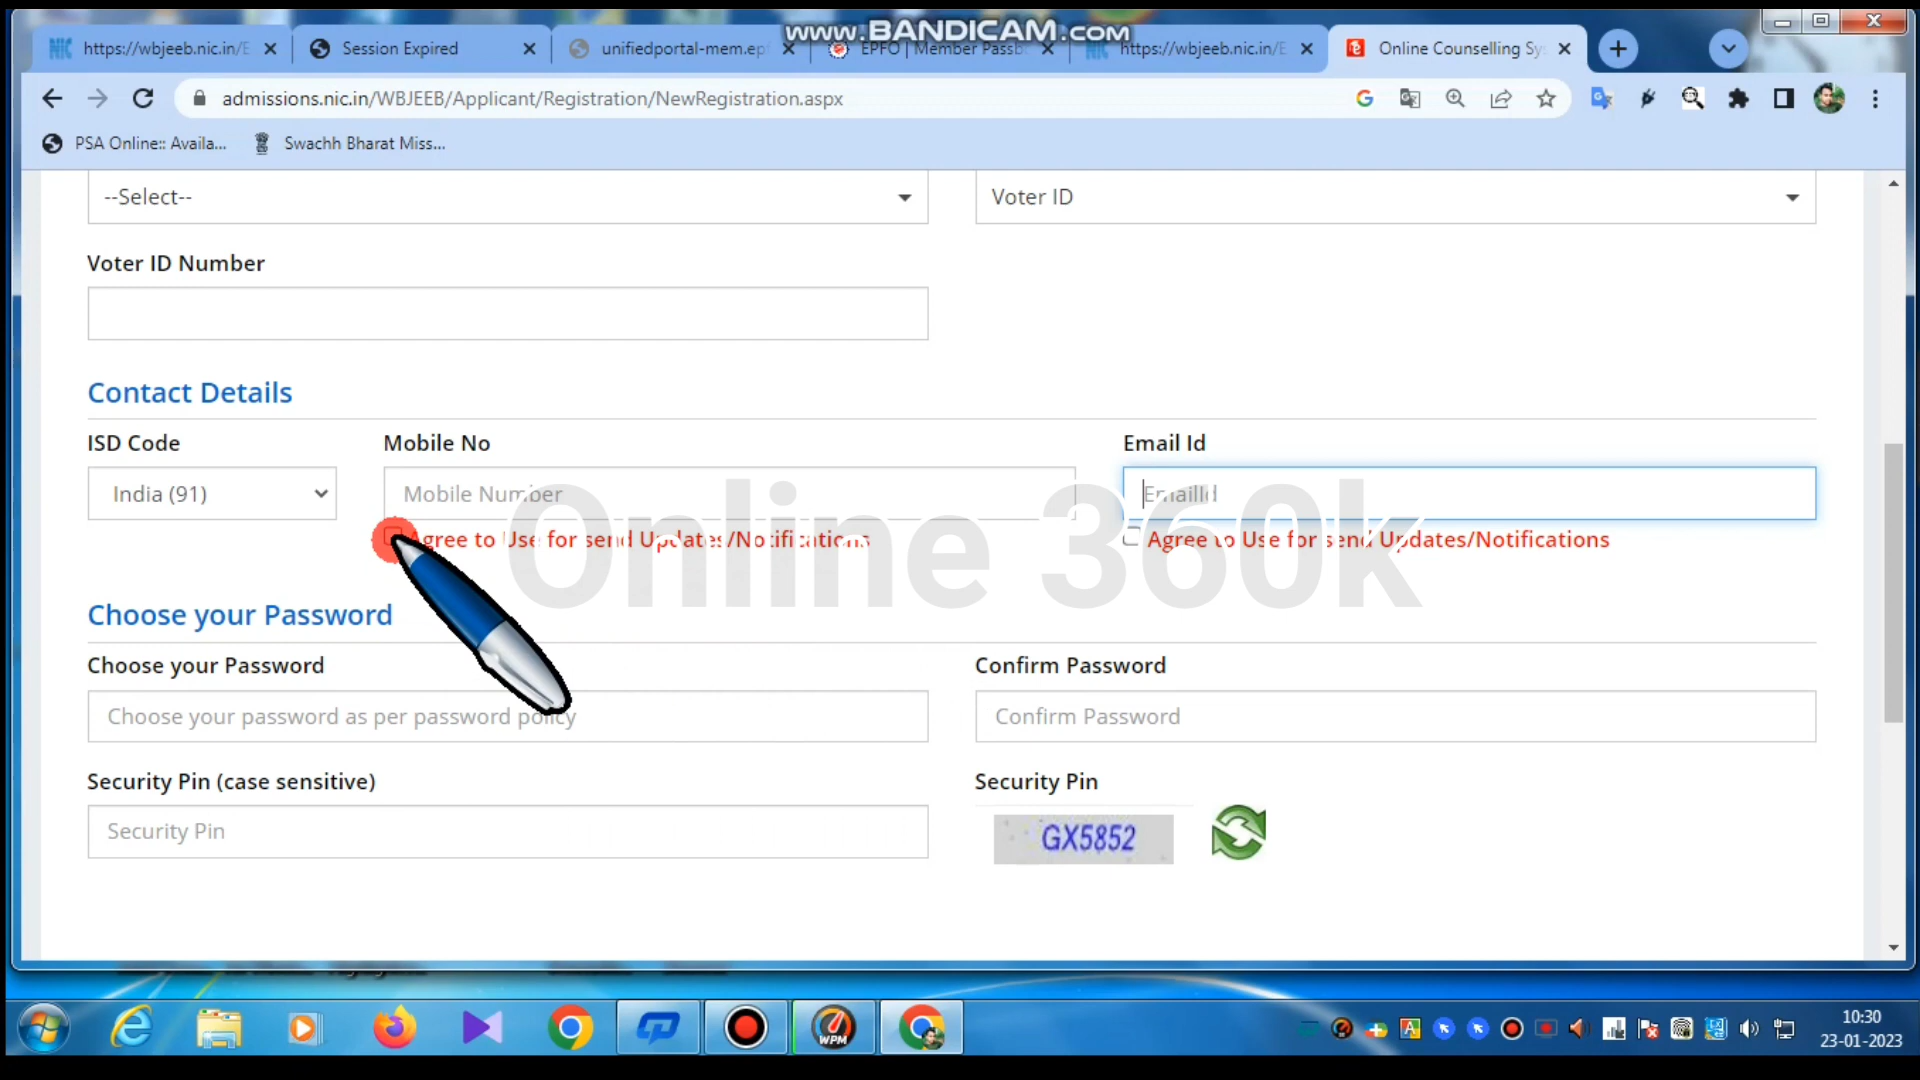 www.BANDICAM.com
https://wbjeeb.nic.in/E
Session Expired
unifiedportal-mem.epf
EPFO | Member Passb
https://wbjeeb.nic.in/E
Online Counselling Sy
admissions.nic.in/WBJEEB/Applicant/Registration/NewRegistration.aspx
PSA Online:: Availa...
Swachh Bharat Miss...
--Select--
Voter ID
Voter ID Number
Contact Details
ISD Code
Mobile No
Email Id
India (91)
Mobile Number
EmailId
Agree to Use for send Updates/Notifications
Agree to Use for send Updates/Notifications
Online 360k
Choose your Password
Choose your Password
Confirm Password
Choose your password as per password policy
Confirm Password
Security Pin (case sensitive)
Security Pin
Security Pin
GX5852
WPM
10:30
23-01-2023